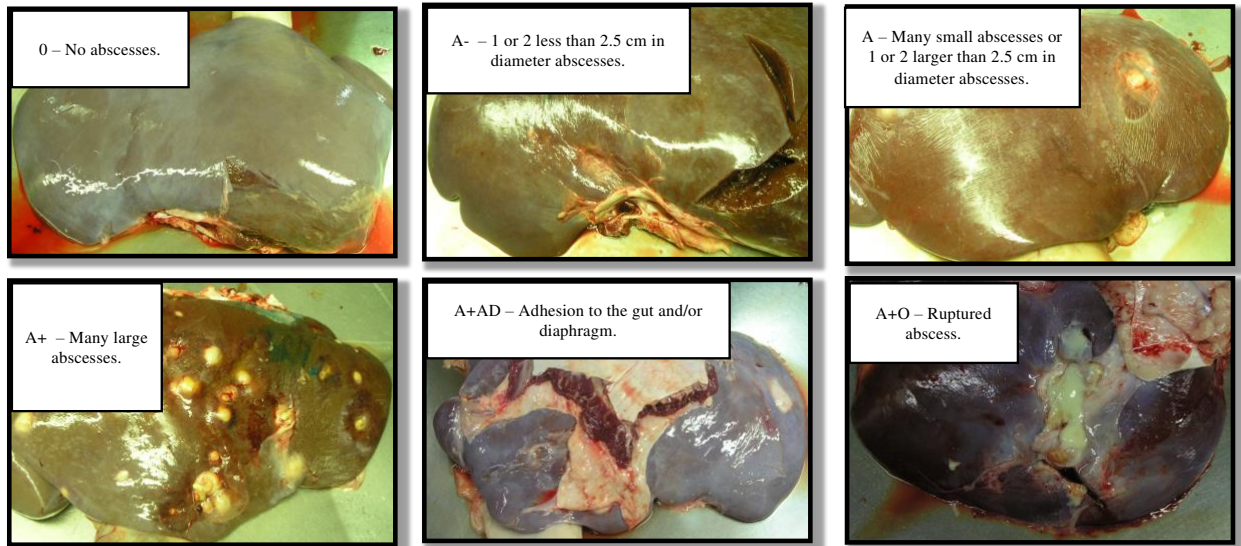 0 – No abscesses.
A- – 1 or 2 less than 2.5 cm in
diameter abscesses.
A – Many small abscesses or
1 or 2 larger than 2.5 cm in
diameter abscesses.
A+ – Many large
abscesses.
A+AD – Adhesion to the gut and/or
diaphragm.
A+O – Ruptured
abscess.